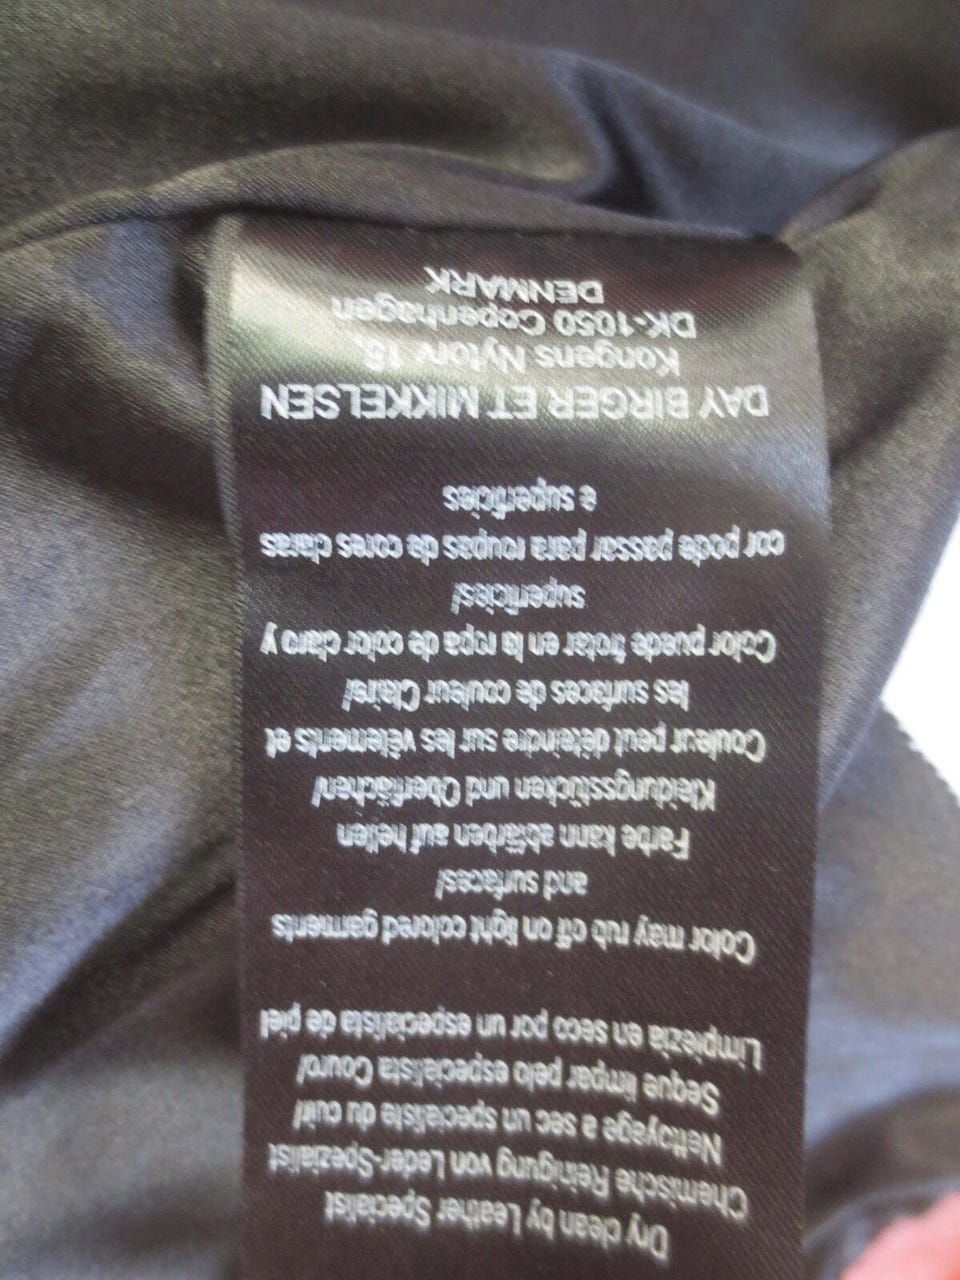 Dry clean by Leather Specialist
Chemische Reinigung von Leder-Spezialist
Nettoyage a sec un specialiste du cuir/
Seque limpar pelo especialista Couro/
Limpiezia en seco por un especialista de piel
Color may rub off on light colored garments
and surfaces/
Farbe kann abfärben auf hellen
Kleidungsstücken und Oberflächen/
Couleur peut déteindre sur les vêtements et
les surfaces de couleur Claire/
Color puede frotar en la ropa de color claro y
superficies/
cor pode passar para roupas de cores claras
e superficies
DAY BIRGER ET MIKKELSEN
Kongens Nytorv
DK-1050 Copenhagen
DENMARK